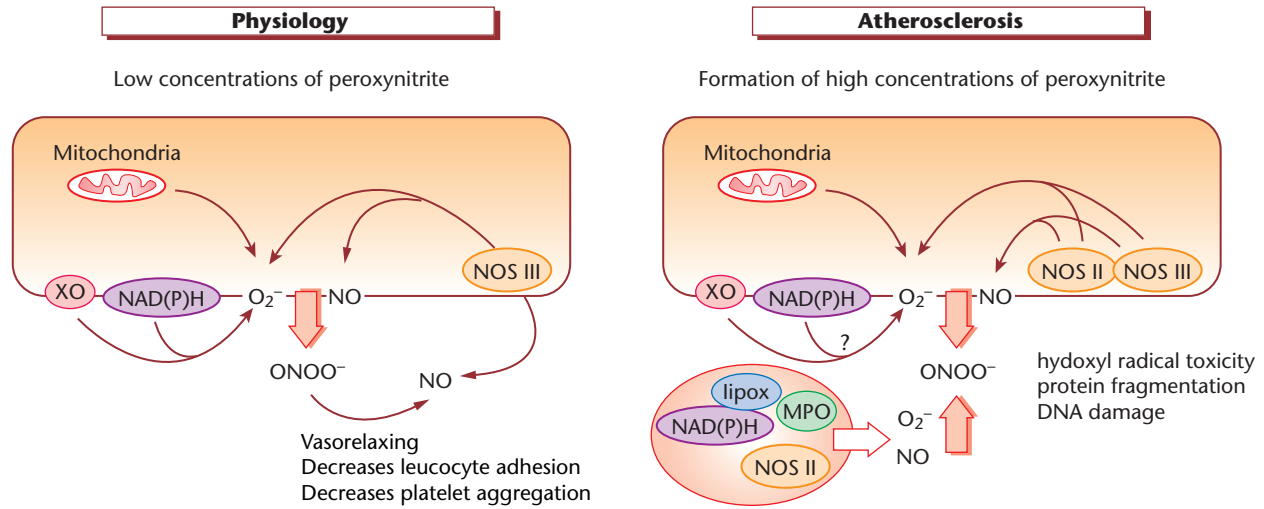 Physiology
Low concentrations of peroxynitrite
Mitochondria
NOS III
XO
NAD(P)H
O₂⁻
NO
ONOO⁻
NO
Vasorelaxing
Decreases leucocyte adhesion
Decreases platelet aggregation
Atherosclerosis
Formation of high concentrations of peroxynitrite
Mitochondria
NOS II
NOS III
XO
NAD(P)H
O₂⁻
NO
?
ONOO⁻
hydoxyl radical toxicity
protein fragmentation
DNA damage
lipox
NAD(P)H
MPO
NOS II
O₂⁻
NO